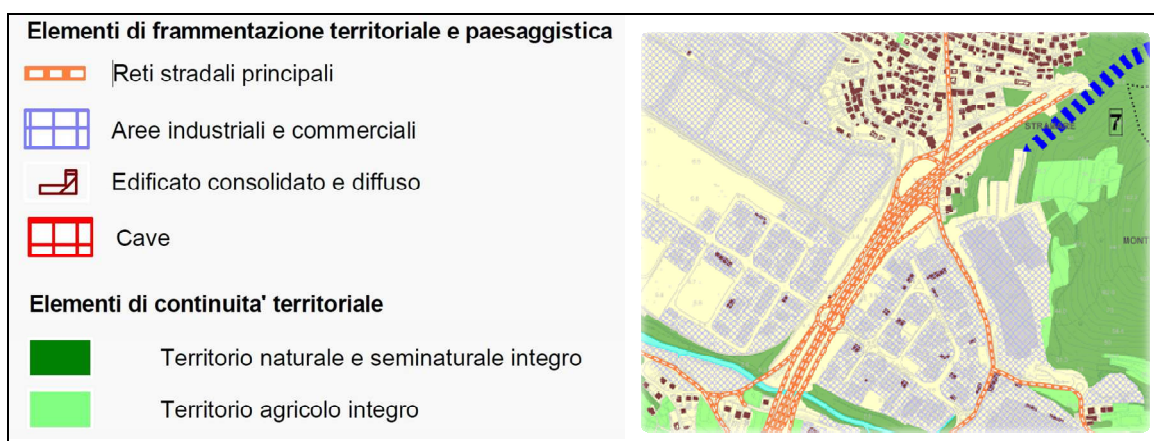 Elementi di frammentazione territoriale e paesaggistica
Reti stradali principali
Aree industriali e commerciali
Edificato consolidato e diffuso
Cave
Elementi di continuita' territoriale
Territorio naturale e seminaturale integro
Territorio agricolo integro
7
MONT